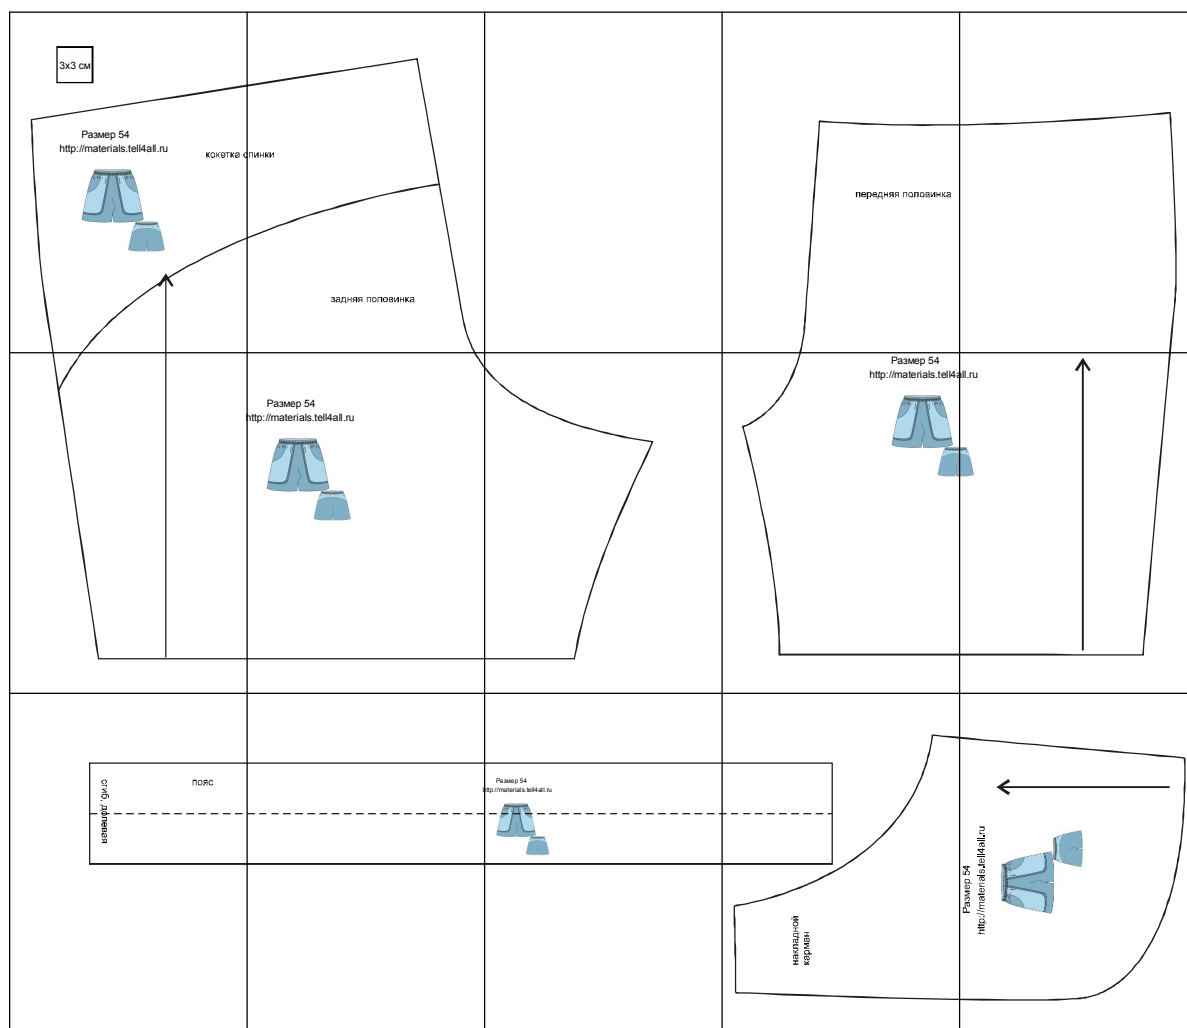 3x3 см
Размер 54
http://materials.tell4all.ru
кокетка спинки
передняя половинка
задняя половинка
Размер 54
http://materials.tell4all.ru
Размер 54
http://materials.tell4all.ru
сгиб, долевая
пояс
Размер 54
http://materials.tell4all.ru
накладной
карман
Размер 54
http://materials.tell4all.ru